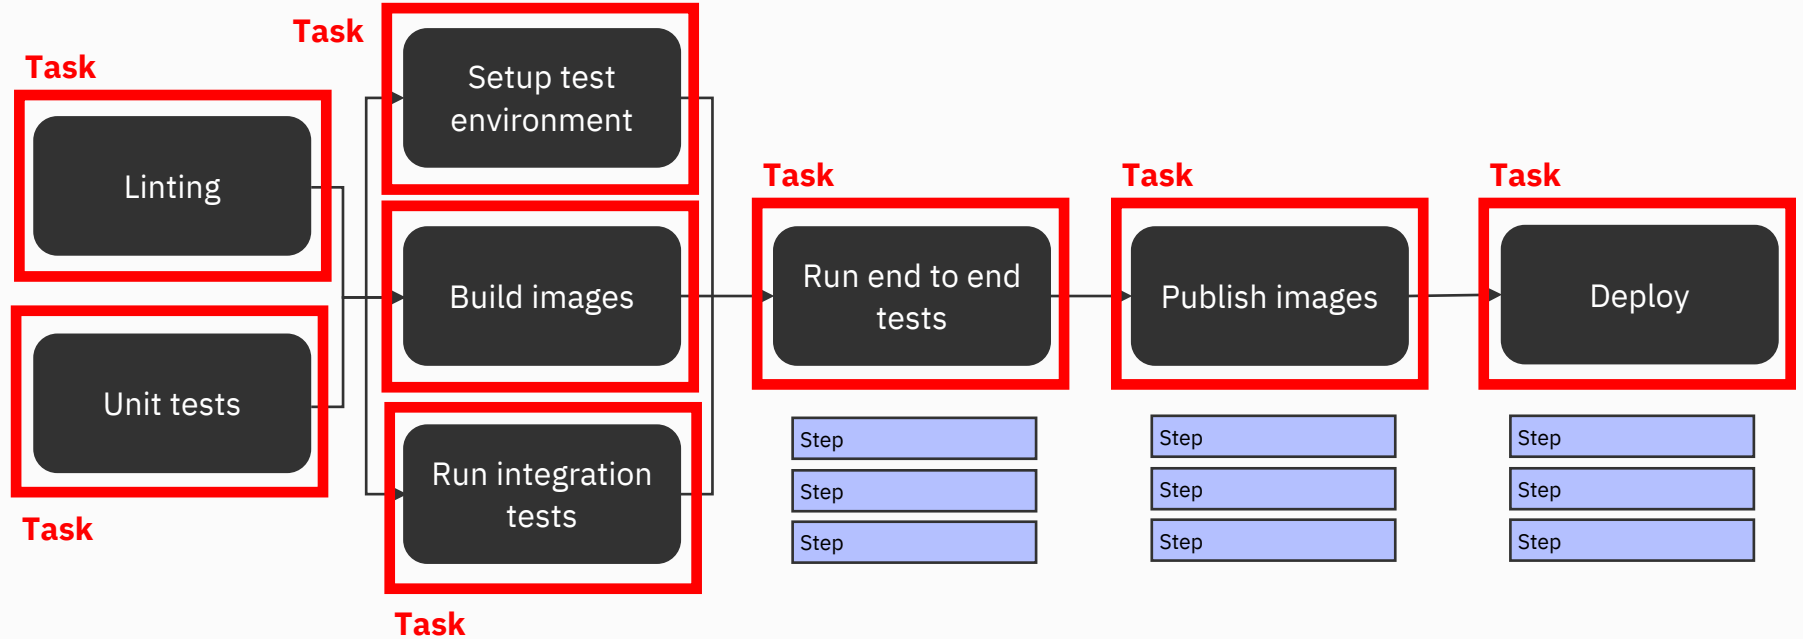 Task
Linting
Unit tests
Task
Task
Setup test
environment
Build images
Run integration
tests
Task
Task
Run end to end
tests
Step
Step
Step
Task
Publish images
Step
Step
Step
Task
Deploy
Step
Step
Step